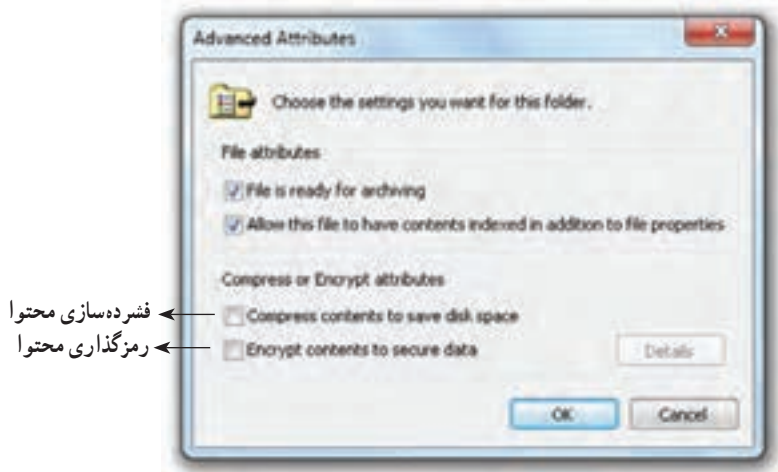 Advanced Attributes
Choose the settings you want for this folder.
File attributes
File is ready for archiving
Allow this file to have contents indexed in addition to file properties
Compress or Encrypt attributes
فشرده‌سازی محتوا
Compress contents to save disk space
رمزگذاری محتوا
Encrypt contents to secure data
Details
OK
Cancel